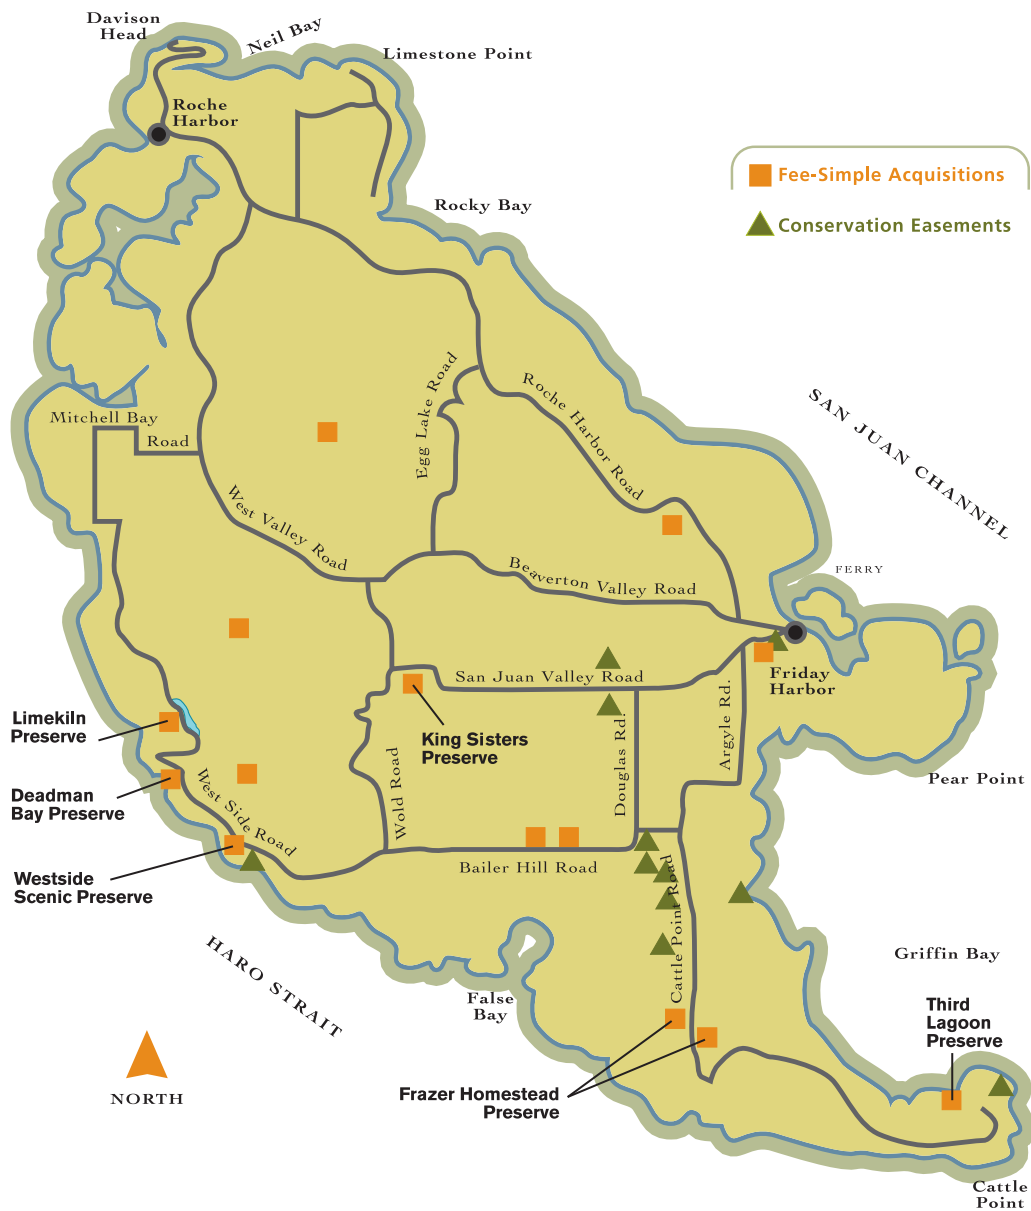 Davison
Head
Neil Bay
Limestone Point
Roche
Harbor
Fee-Simple Acquisitions
Rocky Bay
Conservation Easements
Egg Lake Road
Roche Harbor Road
SAN JUAN CHANNEL
Mitchell Bay
Road
West Valley Road
Beaverton Valley Road
FERRY
San Juan Valley Road
Friday
Harbor
Argyle Rd.
Limekiln
Preserve
King Sisters
Preserve
Wold Road
Douglas Rd.
Pear Point
Deadman
Bay Preserve
West Side Road
Bailer Hill Road
Westside
Scenic Preserve
Cattle Point Road
HARO STRAIT
Griffin Bay
False
Bay
Third
Lagoon
Preserve
NORTH
Frazer Homestead
Preserve
Cattle
Point